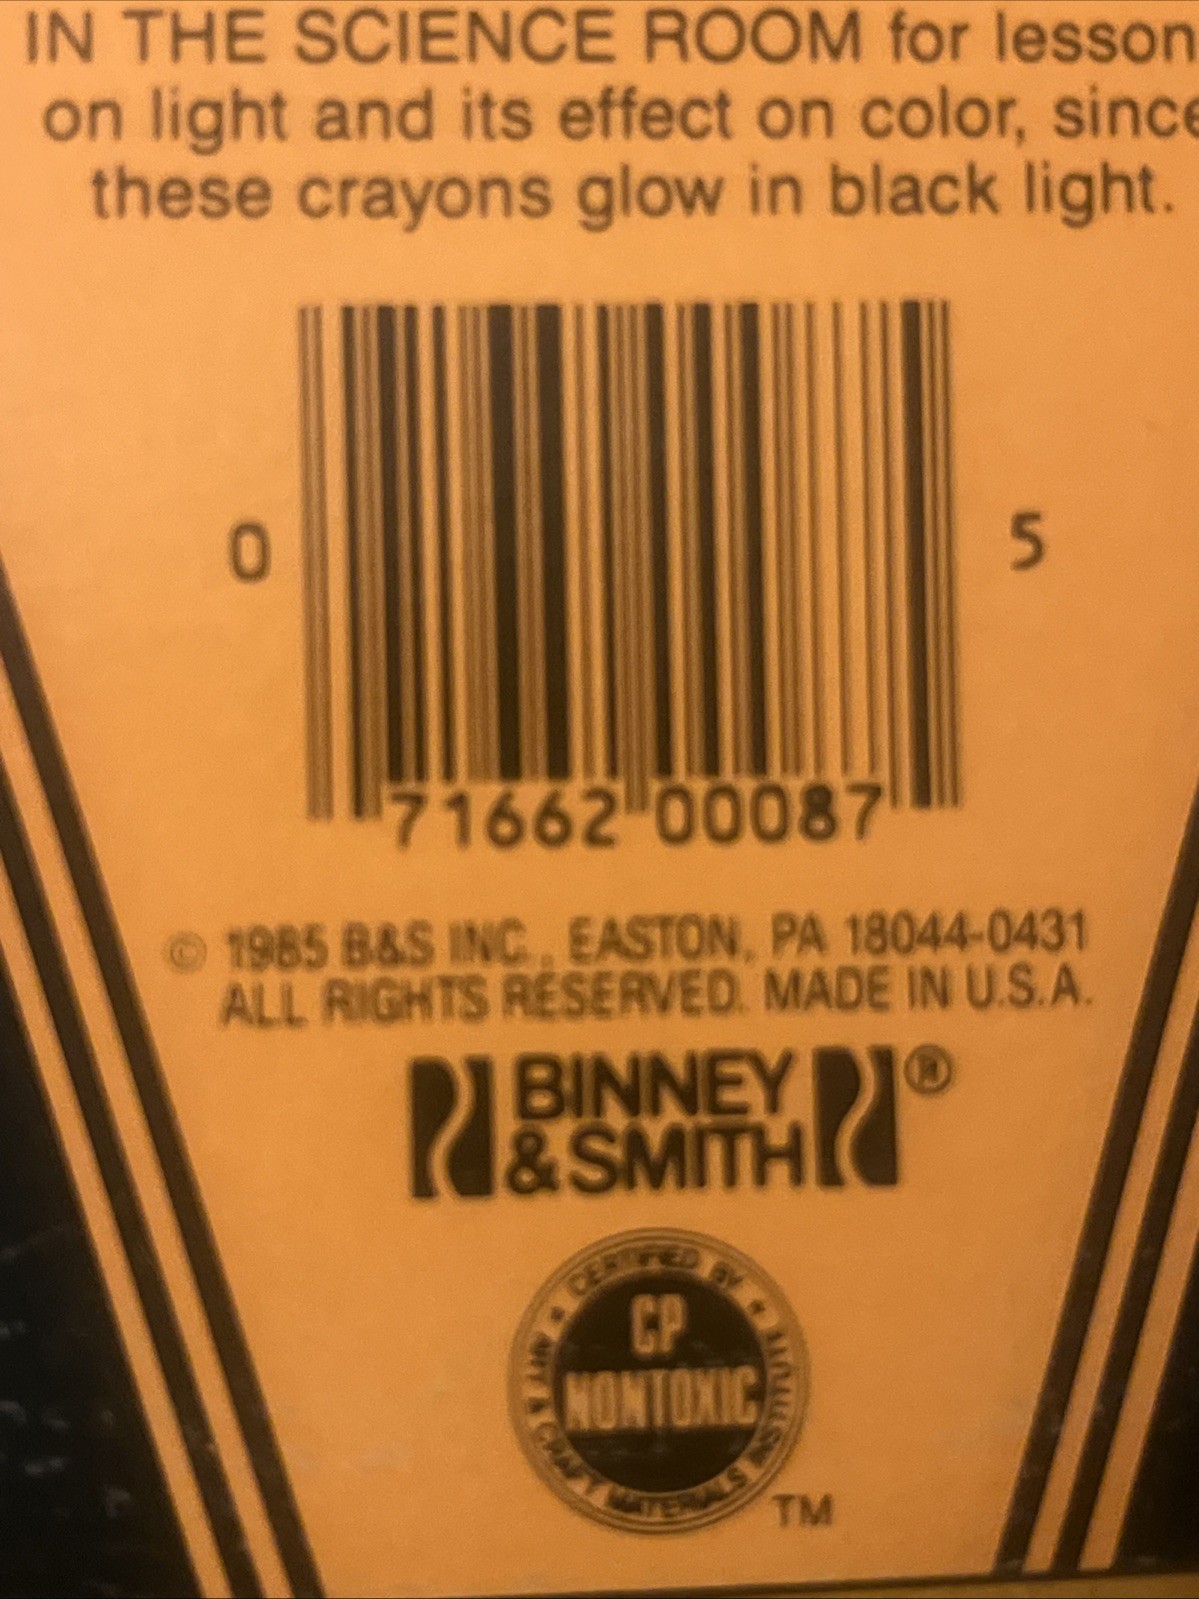 IN THE SCIENCE ROOM for lesson
on light and its effect on color, since
these crayons glow in black light.
0 71662 00087 5
© 1985 B&S INC., EASTON, PA 18044-0431
ALL RIGHTS RESERVED. MADE IN U.S.A.
BINNEY
& SMITH ®
CERTIFIED BY
ART & CRAFT MATERIALS INSTITUTE
CP
NONTOXIC
TM